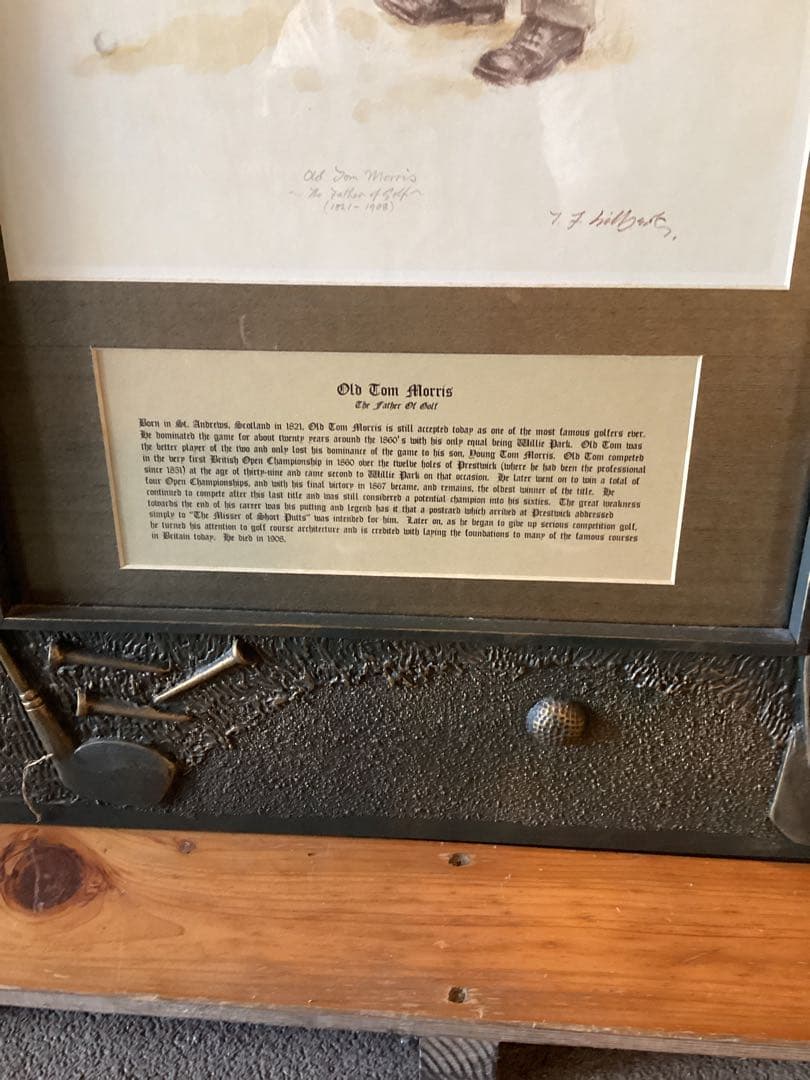 Old Tom Morris
~ The Father of Golf ~
(1821-1908)
Old Tom Morris
The Father Of Golf
Born in St. Andrews, Scotland in 1821, Old Tom Morris is still accepted today as one of the most famous golfers ever.
He dominated the game for about twenty years around the 1860's with his only equal being Willie Park. Old Tom was
the better player of the two and only lost his dominance of the game to his son, Young Tom Morris. Old Tom competed
in the very first British Open Championship in 1860 over the twelve holes of Prestwick (where he had been the professional
since 1851) at the age of thirty-nine and came second to Willie Park on that occasion. He later went on to win a total of
four Open Championships, and with his final victory in 1867 became, and remains, the oldest winner of the title. He
continued to compete after this last title and was still considered a potential champion into his sixties. The great weakness
towards the end of his career was his putting and legend has it that a postcard which arrived at Prestwick addressed
simply to "The Misser of Short Putts" was intended for him. Later on, as he began to give up serious competition golf,
he turned his attention to golf course architecture and is credited with laying the foundations to many of the famous courses
in Britain today. He died in 1908.